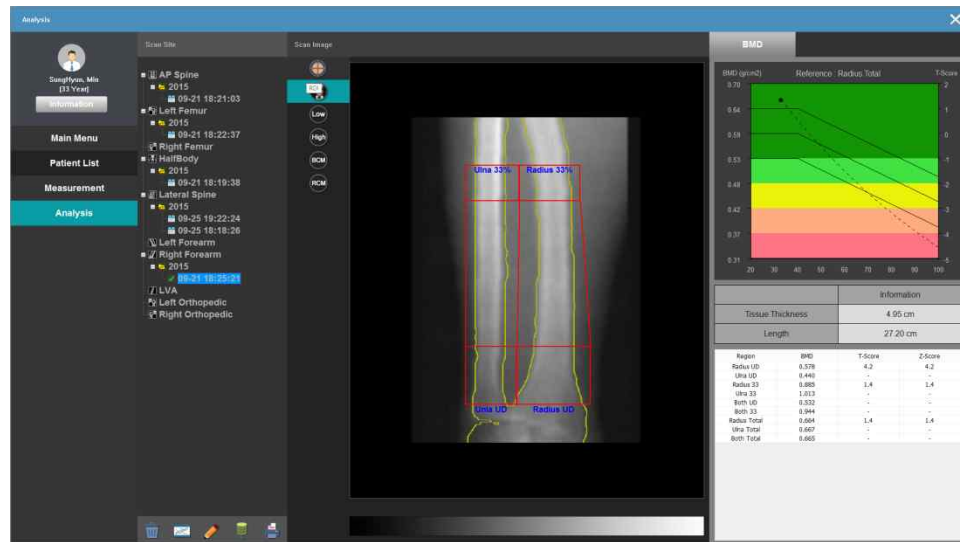 Analysis
SungHyun, Min
(33 Year)
Information
Main Menu
Patient List
Measurement
Analysis
Scan Site
AP Spine
2015
09-21 18:21:03
Left Femur
2015
09-21 18:22:37
Right Femur
HalfBody
2015
09-21 18:19:38
Lateral Spine
2015
09-25 19:22:24
09-25 18:18:26
Left Forearm
Right Forearm
2015
09-21 18:25:21
LVA
Left Orthopedic
Right Orthopedic
Scan Image
ROI
Low
High
BCM
RCM
Ulna 33% Radius 33%
Ulna UD Radius UD
BMD
BMD (g/cm2) Reference : Radius Total T-Score
0.70 2
0.64 1
0.59 0
0.53 -1
0.48 -2
0.42 -3
0.37 -4
0.31 -5
20 30 40 50 60 70 80 90 100
Information
Tissue Thickness 4.95 cm
Length 27.20 cm
Region BMD T-Score Z-Score
Radius UD 0.578 4.2 4.2
Ulna UD 0.440 - -
Radius 33 0.885 1.4 1.4
Ulna 33 1.013 - -
Both UD 0.532 - -
Both 33 0.944 - -
Radius Total 0.664 1.4 1.4
Ulna Total 0.667 - -
Both Total 0.665 - -